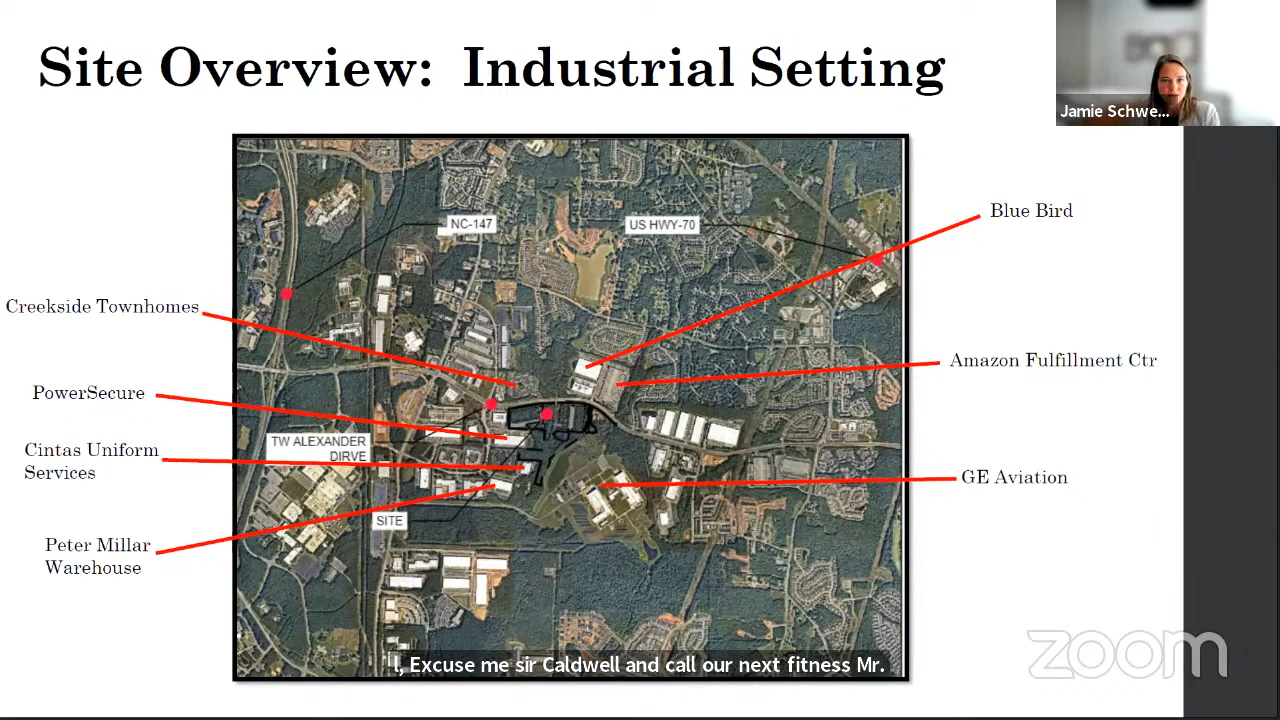 Site Overview: Industrial Setting
Jamie Schwe...
NC-147
US HWY-70
Blue Bird
Creekside Townhomes
Amazon Fulfillment Ctr
PowerSecure
TW ALEXANDER
DIRVE
Cintas Uniform
Services
GE Aviation
SITE
Peter Millar
Warehouse
l, Excuse me sir Caldwell and call our next fitness Mr.
zoom